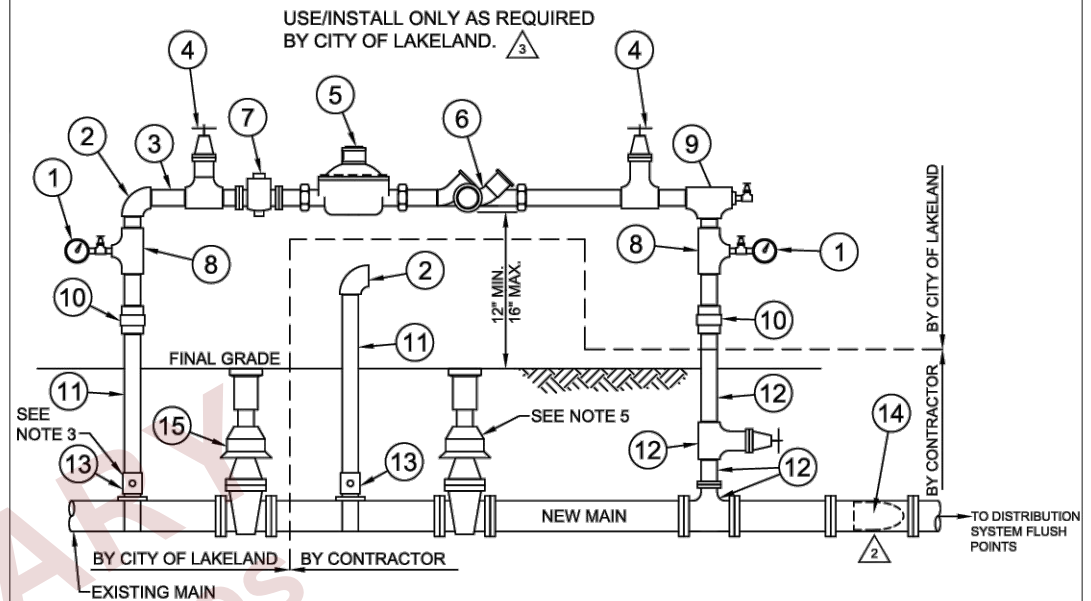 USE/INSTALL ONLY AS REQUIRED
BY CITY OF LAKELAND.
3
4
5
4
7
6
2
3
9
1
8
8
1
2
12" MIN.
16" MAX.
BY CITY OF LAKELAND
10
10
FINAL GRADE
11
11
12
SEE
NOTE 3
15
SEE NOTE 5
14
13
13
12
12
BY CONTRACTOR
NEW MAIN
TO DISTRIBUTION
SYSTEM FLUSH
POINTS
2
BY CITY OF LAKELAND
BY CONTRACTOR
EXISTING MAIN